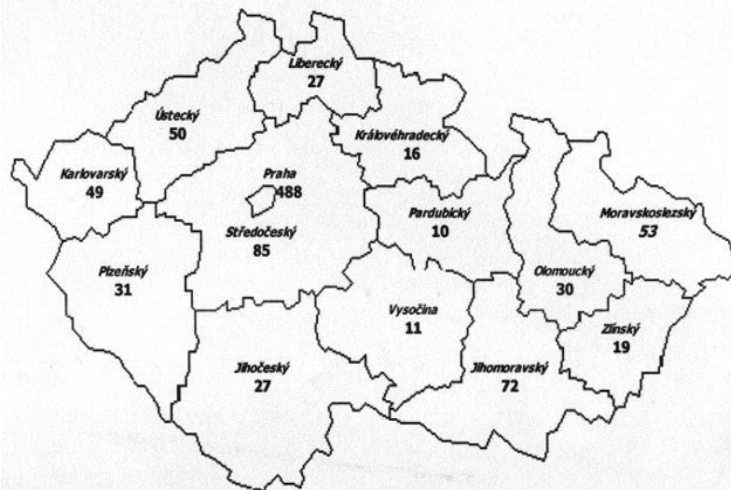 Liberecký
27
Ústecký
50
Královéhradecký
16
Karlovarský
49
Praha
488
Pardubický
10
Moravskoslezský
53
Středočeský
85
Plzeňský
31
Olomoucký
30
Vysočina
11
Zlínský
19
Jihočeský
27
Jihomoravský
72